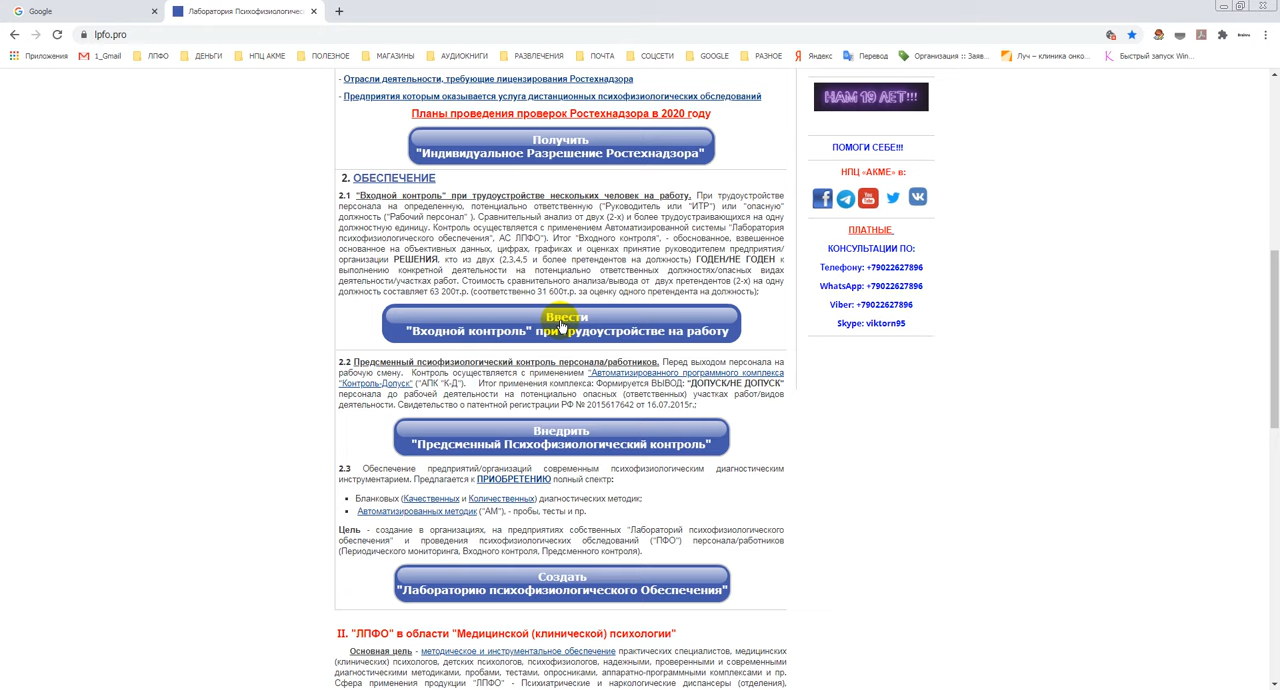 Google
Лаборатория Психофизиологичес
lpfo.pro
Приложения
1_Gmail
ЛПФО
ДЕНЬГИ
НПЦ АКМЕ
ПОЛЕЗНОЕ
МАГАЗИНЫ
АУДИОКНИГИ
РАЗВЛЕЧЕНИЯ
ПОЧТА
СОЦСЕТИ
GOOGLE
РАЗНОЕ
Яндекс
Перевод
Организация :: Заяв...
Луч – клиника онко...
Быстрый запуск Win...
- Отрасли деятельности, требующие лицензирования Ростехнадзора
- Предприятия которым оказывается услуга дистанционных психофизиологических обследований
Планы проведения проверок Ростехнадзора в 2020 году
Получить
"Индивидуальное Разрешение Ростехнадзора"
2. ОБЕСПЕЧЕНИЕ
2.1 "Входной контроль" при трудоустройстве нескольких человек на работу. При трудоустройстве
персонала на определенную, потенциально ответственную ("Руководитель или "ИТР") или "опасную"
должность ("Рабочий персонал" ). Сравнительный анализ от двух (2-х) и более трудоустраивающихся на одну
должностную единицу. Контроль осуществляется с применением Автоматизированной системы "Лаборатория
психофизиологического обеспечения", АС ЛПФО"). Итог "Входного контроля", - обоснованное, взвешенное
основанное на объективных данных, цифрах, графиках и оценках принятие руководителем предприятия/
организации РЕШЕНИЯ, кто из двух (2,3,4,5 и более претендентов на должность) ГОДЕН/НЕ ГОДЕН к
выполнению конкретной деятельности на потенциально ответственных должностях/опасных видах
деятельности/участках работ. Стоимость сравнительного анализа/вывода от двух претендентов (2-х) на одну
должность составляет 63 200т.р. (соответственно 31 600т.р. за оценку одного претендента на должность);
Ввести
"Входной контроль" при трудоустройстве на работу
2.2 Предсменный псиофизиологический контроль персонала/работников. Перед выходом персонала на
рабочую смену. Контроль осуществляется с применением "Автоматизированного программного комплекса
"Контроль-Допуск" ("АПК "К-Д"). Итог применения комплекса: Формируется ВЫВОД: "ДОПУСК/НЕ ДОПУСК"
персонала до рабочей деятельности на потенциально опасных (ответственных) участках работ/видов
деятельности. Свидетельство о патентной регистрации РФ № 2015617642 от 16.07.2015г.;
Внедрить
"Предсменный Психофизиологический контроль"
2.3 Обеспечение предприятий/организаций современным психофизиологическим диагностическим
инструментарием. Предлагается к ПРИОБРЕТЕНИЮ полный спектр:
Бланковых (Качественных и Количественных) диагностических методик;
Автоматизированных методик ("АМ"), - пробы, тесты и пр.
Цель - создание в организациях, на предприятиях собственных "Лабораторий психофизиологического
обеспечения" и проведения психофизиологических обследований ("ПФО") персонала/работников
(Периодического мониторинга, Входного контроля, Предсменного контроля).
Создать
"Лабораторию психофизиологического Обеспечения"
II. "ЛПФО" в области "Медицинской (клинической) психологии"
Основная цель - методическое и инструментальное обеспечение практических специалистов, медицинских
(клинических) психологов, детских психологов, психофизиологов, надежными, проверенными и современными
диагностическими методиками, пробами, тестами, опросниками, аппаратно-программными комплексами и пр.
Сфера применения продукции "ЛПФО" - Психиатрические и наркологические диспансеры (отделения),
НАМ 19 ЛЕТ!!!
ПОМОГИ СЕБЕ!!!
НПЦ «АКМЕ» в:
ПЛАТНЫЕ
КОНСУЛЬТАЦИИ ПО:
Телефону: +79022627896
WhatsApp: +79022627896
Viber: +79022627896
Skype: viktorn95